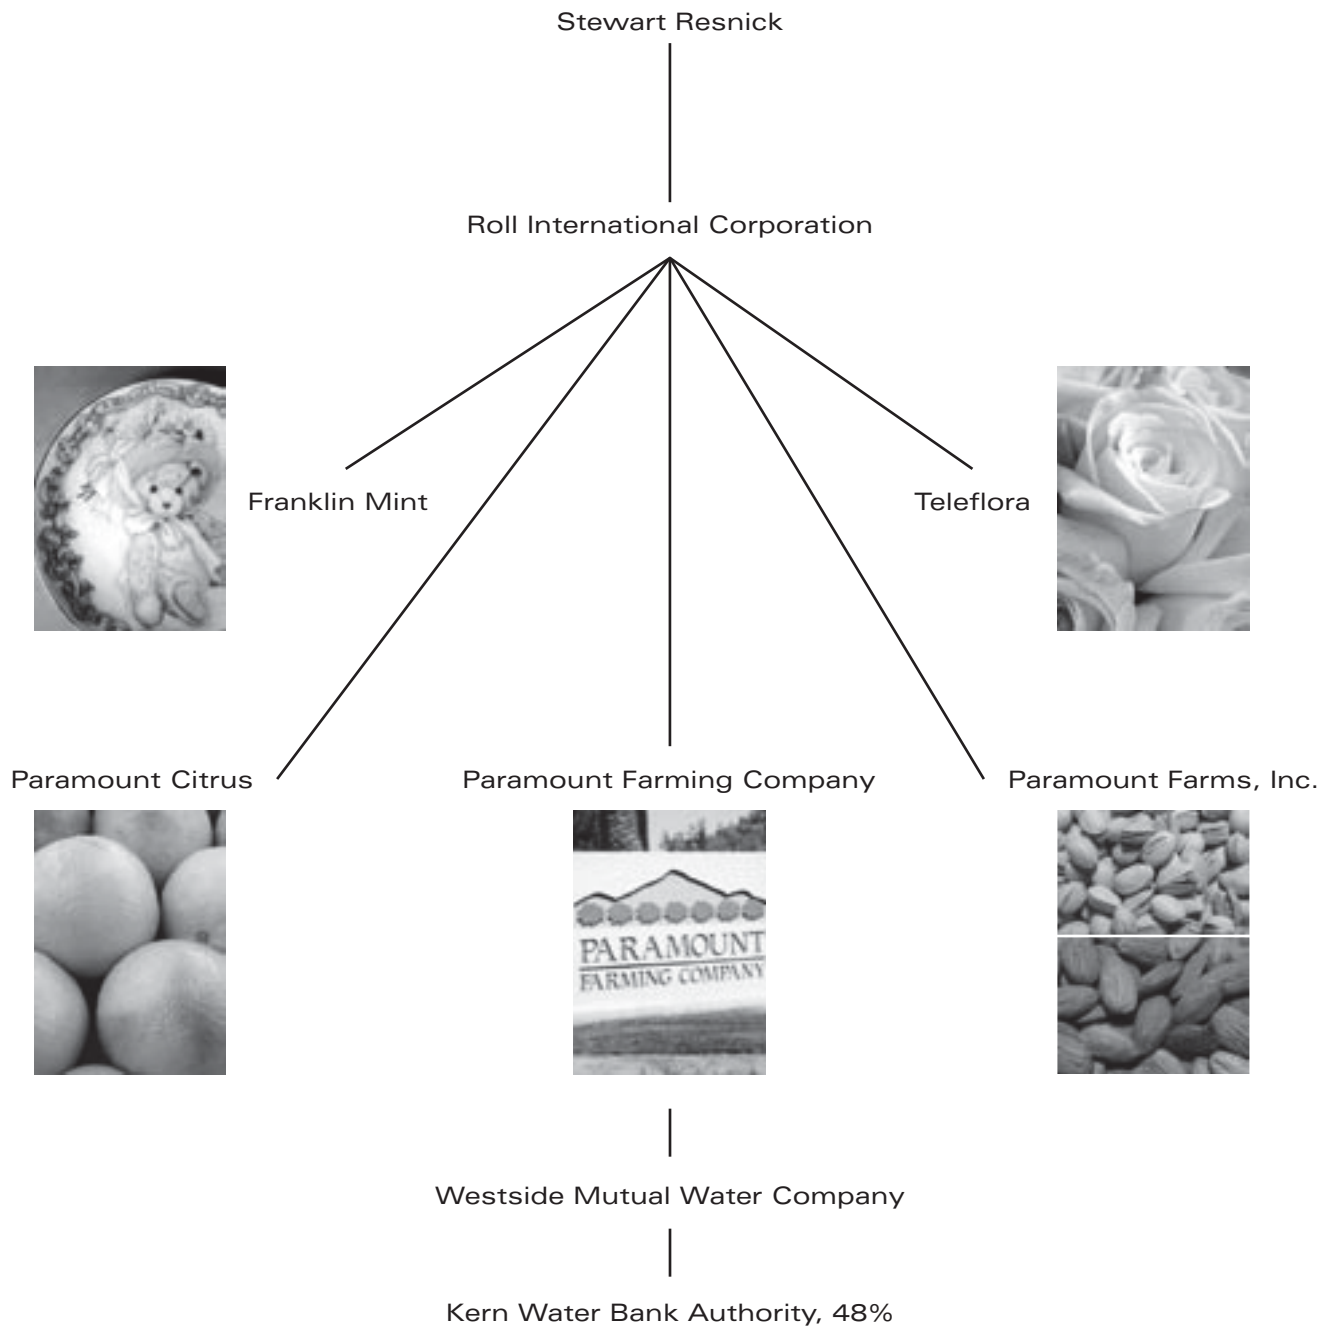 Stewart Resnick
Roll International Corporation
Franklin Mint
Teleflora
Paramount Citrus
Paramount Farming Company
Paramount Farms, Inc.
PARAMOUNT
FARMING COMPANY
Westside Mutual Water Company
Kern Water Bank Authority, 48%